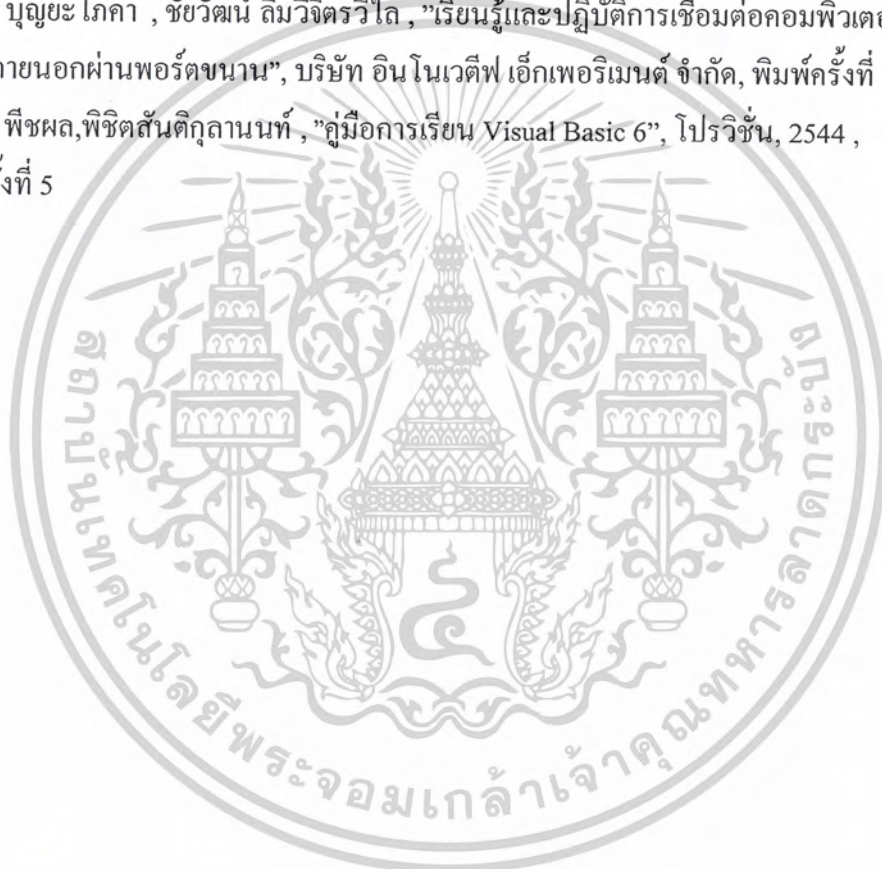 บุญยะโภคา , ชัยวัฒน์ ลิ้มวิจิตรวิไล , ”เรียนรู้และปฏิบัติการเชื่อมต่อคอมพิวเตอ
ายนอกผ่านพอร์ตขนาน”, บริษัท อินโนเวตีฟ เอ็กเพอริเมนต์ จำกัด, พิมพ์ครั้งที่
พืชผล,พิชิตสันติกุลานนท์ , ”คู่มือการเรียน Visual Basic 6”, โปรวิชั่น, 2544 ,
งที่ 5
สถาบันเทคโนโลยีพระจอมเกล้าเจ้าคุณทหารลาดกระบัง